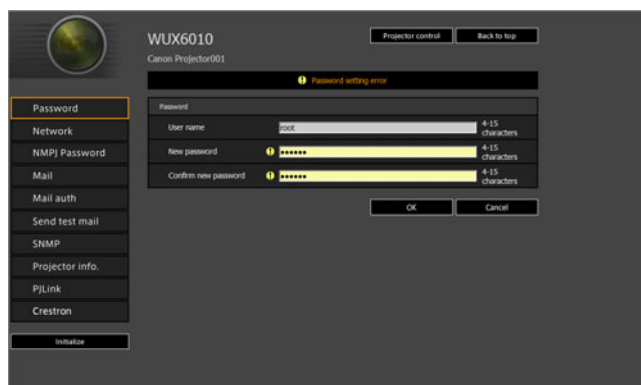 WUX6010
Projector control
Back to top
Canon Projector001
Password setting error
Password
Network
NMPJ Password
Mail
Mail auth
Send test mail
SNMP
Projector info.
PJLink
Crestron
Initialize
Password
User name
root
4-15
characters
New password
••••••
4-15
characters
Confirm new password
••••••
4-15
characters
OK
Cancel